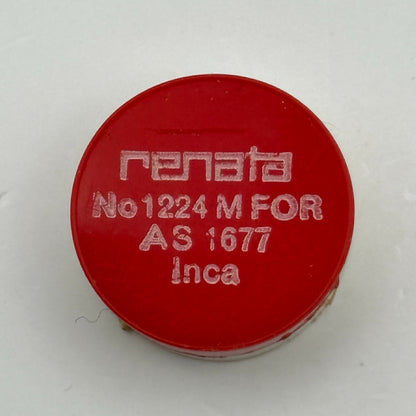 renata
No 1224 M FOR
AS 1677
Inca